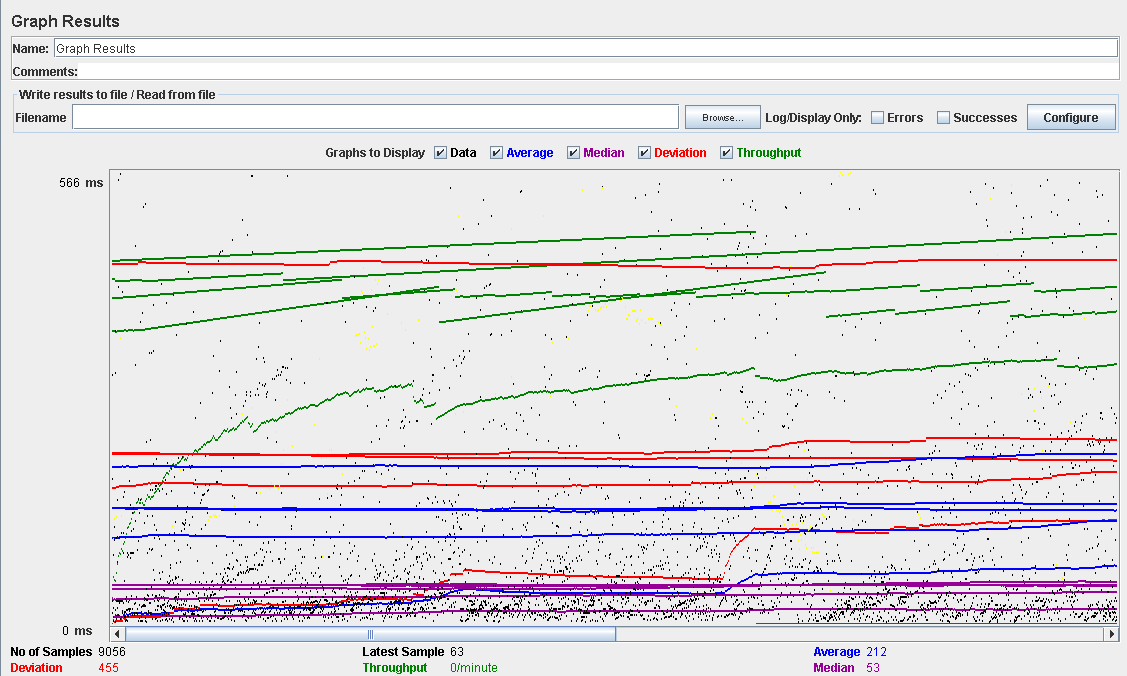 Graph Results
Name: Graph Results
Comments:
Write results to file / Read from file
Filename Browse... Log/Display Only: Errors Successes Configure
Graphs to Display Data Average Median Deviation Throughput
566 ms
0 ms
No of Samples 9056 Latest Sample 63 Average 212
Deviation 455 Throughput 0/minute Median 53